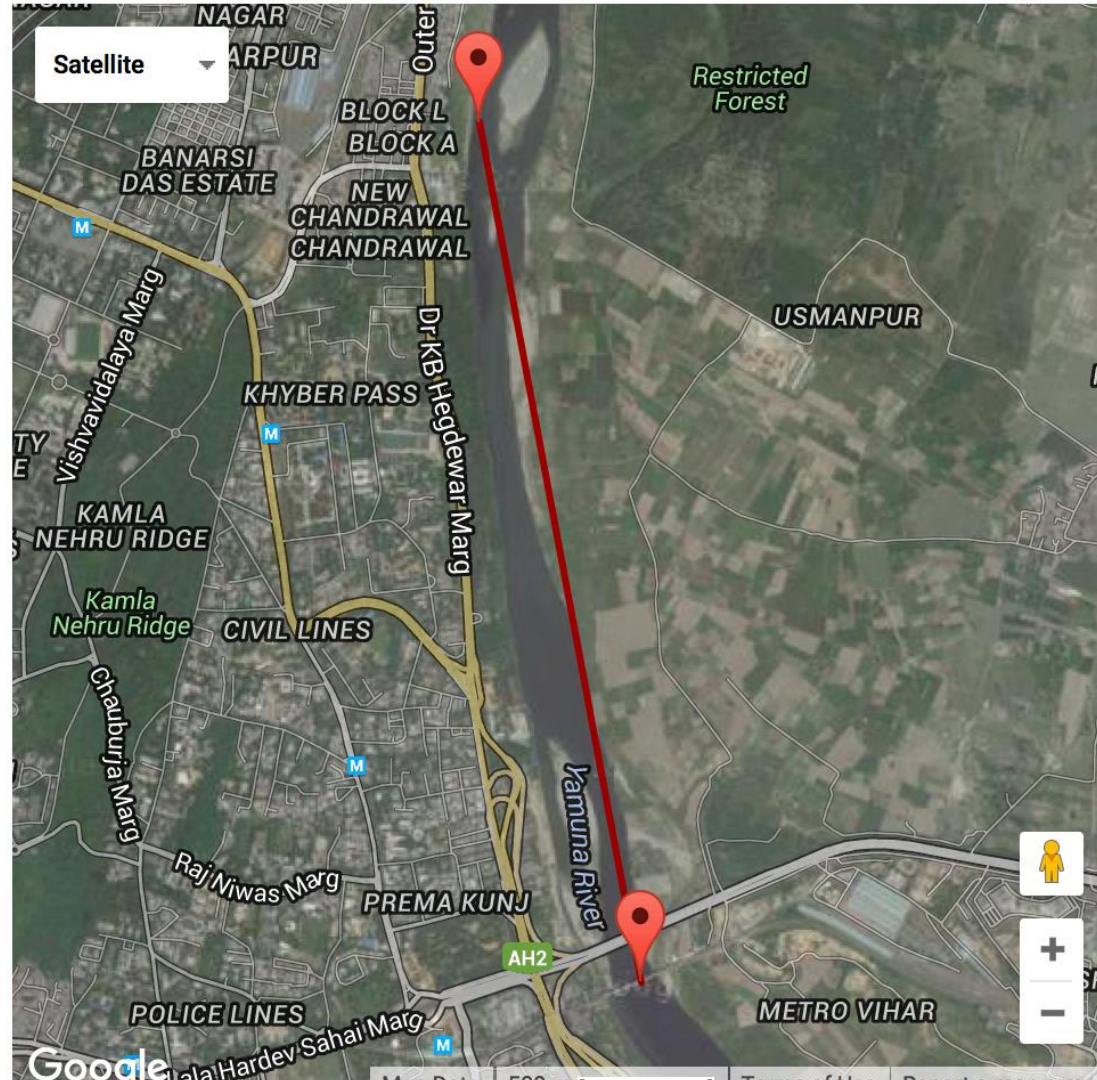 NAGAR
Satellite
ARPUR
Outer
Restricted
Forest
BLOCK L
BLOCK A
BANARSI
DAS ESTATE
NEW
CHANDRAWAL
CHANDRAWAL
M
Vishvavidalaya Marg
Dr KB Hegdewar Marg
USMANPUR
KHYBER PASS
M
TY
E
KAMLA
NEHRU RIDGE
Kamla
Nehru Ridge
CIVIL LINES
Chauburja Marg
M
Yamuna River
Raj Niwas Marg
PREMA KUNJ
AH2
POLICE LINES
METRO VIHAR
Lala Hardev Sahai Marg
M
Google
+
−